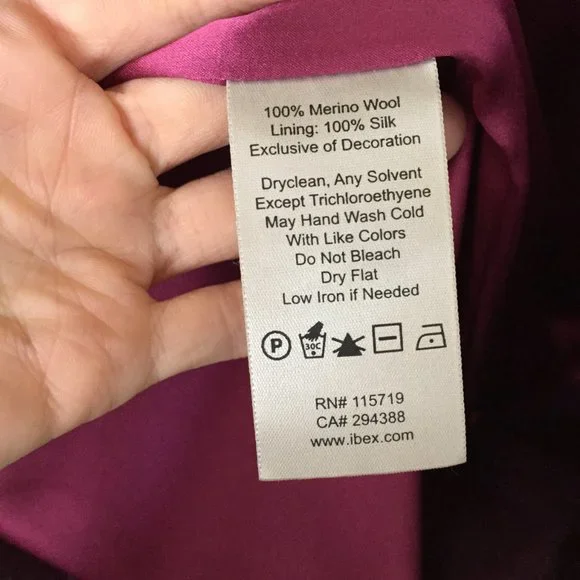 100% Merino Wool
Lining: 100% Silk
Exclusive of Decoration
Dryclean, Any Solvent
Except Trichloroethyene
May Hand Wash Cold
With Like Colors
Do Not Bleach
Dry Flat
Low Iron if Needed
P 30C
RN# 115719
CA# 294388
www.ibex.com